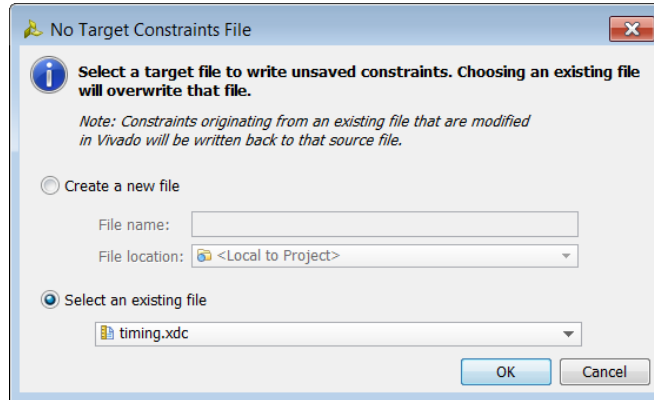 No Target Constraints File
Select a target file to write unsaved constraints. Choosing an existing file
will overwrite that file.
Note: Constraints originating from an existing file that are modified
in Vivado will be written back to that source file.
Create a new file
File name:
File location: <Local to Project>
Select an existing file
timing.xdc
OK Cancel